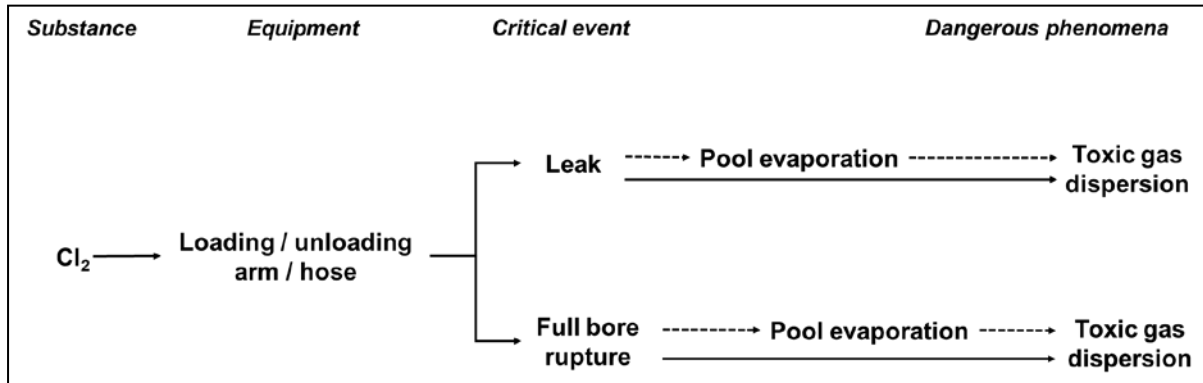 Substance Equipment Critical event Dangerous phenomena
Leak Pool evaporation Toxic gas
dispersion
Cl₂ Loading / unloading
arm / hose
Full bore
rupture Pool evaporation Toxic gas
dispersion